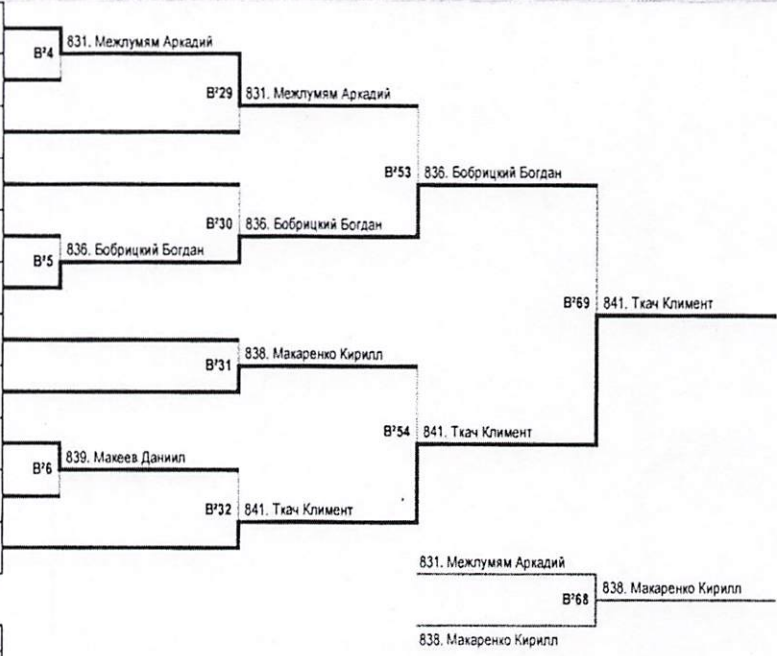 B²4 831. Межлумям Аркадий
B²29 831. Межлумям Аркадий
B²53 836. Бобрицкий Богдан
B²30 836. Бобрицкий Богдан
B²5 836. Бобрицкий Богдан
B²69 841. Ткач Климент
B²31 838. Макаренко Кирилл
B²54 841. Ткач Климент
B²6 839. Макеев Даниил
B²32 841. Ткач Климент
831. Межлумям Аркадий
B²68 838. Макаренко Кирилл
838. Макаренко Кирилл